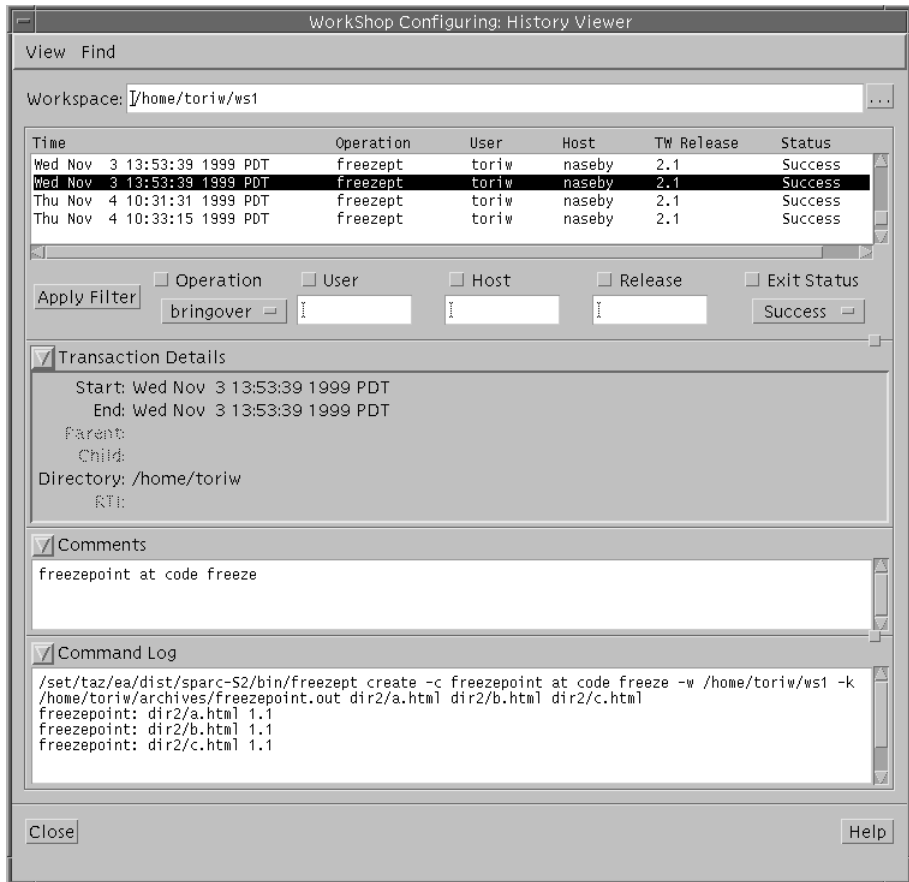 WorkShop Configuring: History Viewer
View Find
Workspace: /home/toriw/ws1 ...
Time Operation User Host TW Release Status
Wed Nov 3 13:53:39 1999 PDT freezept toriw naseby 2.1 Success
Wed Nov 3 13:53:39 1999 PDT freezept toriw naseby 2.1 Success
Thu Nov 4 10:31:31 1999 PDT freezept toriw naseby 2.1 Success
Thu Nov 4 10:33:15 1999 PDT freezept toriw naseby 2.1 Success
Apply Filter Operation User Host Release Exit Status
bringover Success
Transaction Details
Start: Wed Nov 3 13:53:39 1999 PDT
End: Wed Nov 3 13:53:39 1999 PDT
Parent:
Child:
Directory: /home/toriw
RTI:
Comments
freezepoint at code freeze
Command Log
/set/taz/ea/dist/sparc-S2/bin/freezept create -c freezepoint at code freeze -w /home/toriw/ws1 -k
/home/toriw/archives/freezepoint.out dir2/a.html dir2/b.html dir2/c.html
freezepoint: dir2/a.html 1.1
freezepoint: dir2/b.html 1.1
freezepoint: dir2/c.html 1.1
Close Help